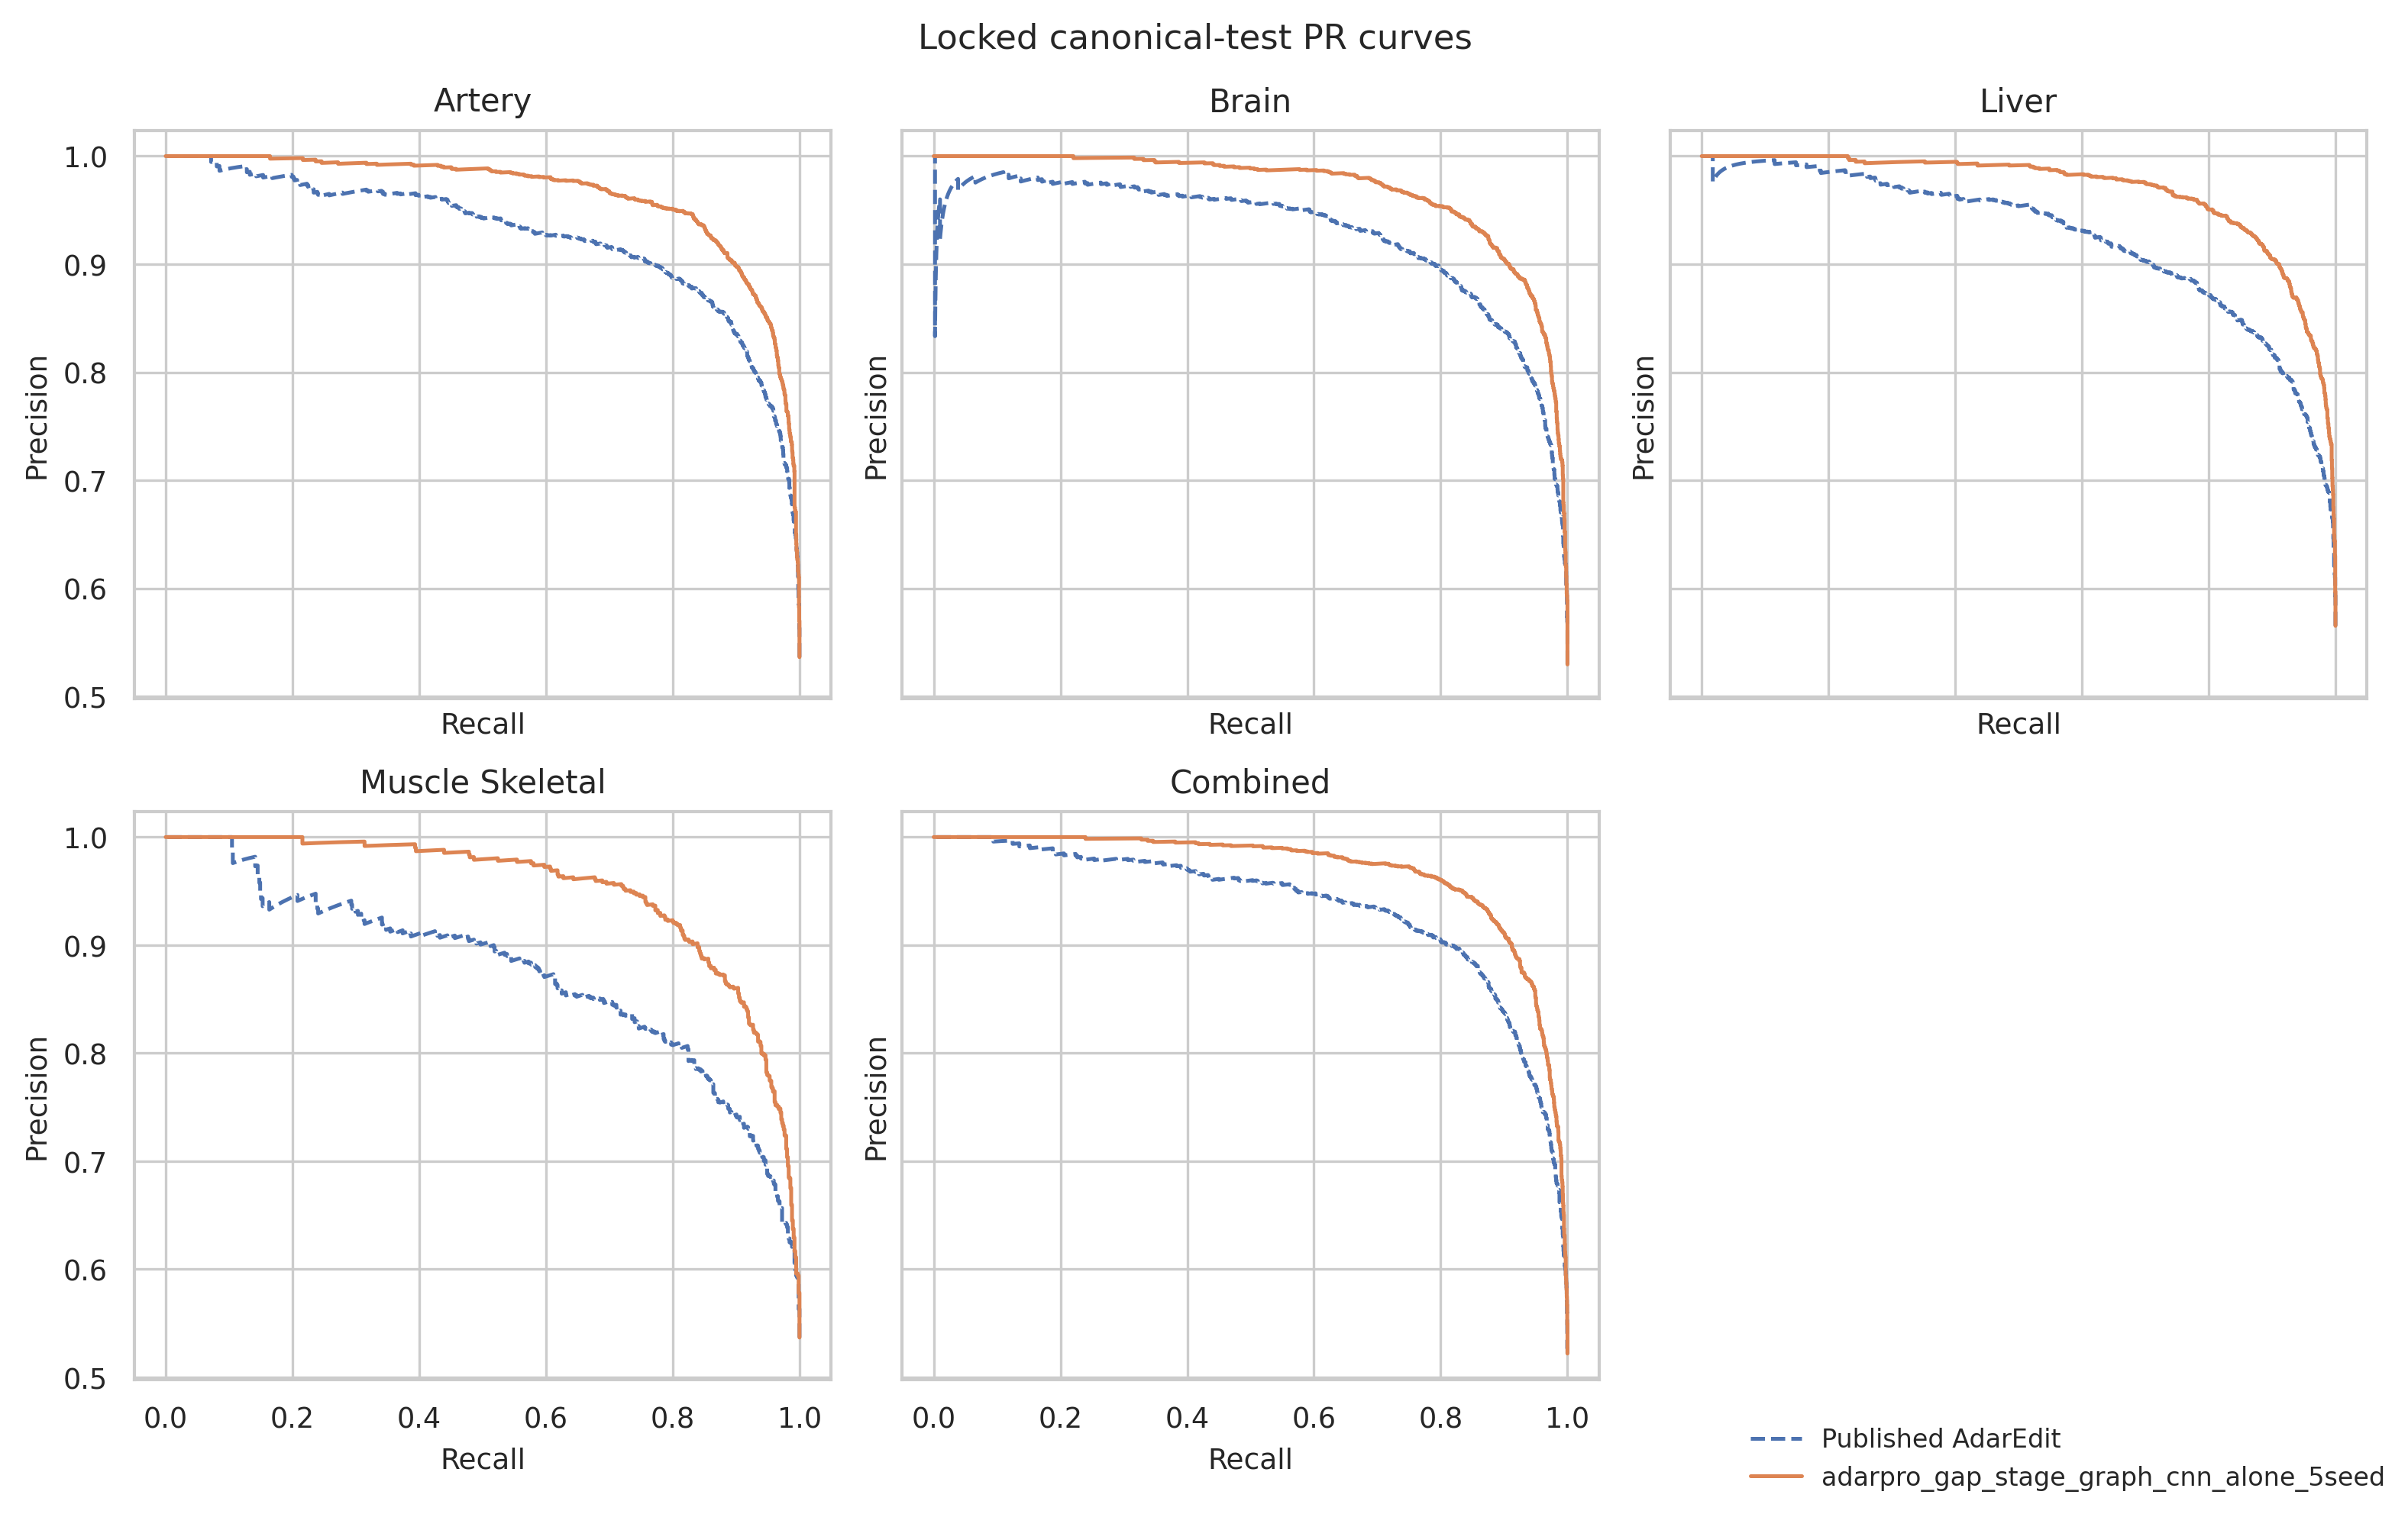 Locked canonical-test PR curves
Artery
Brain
Liver
1.0
0.9
0.8
0.7
0.6
0.5
Precision
Precision
Precision
Recall
Recall
Recall
Muscle Skeletal
Combined
1.0
0.9
0.8
0.7
0.6
0.5
Precision
Precision
0.0 0.2 0.4 0.6 0.8 1.0
0.0 0.2 0.4 0.6 0.8 1.0
Recall
Recall
Published AdarEdit
adarpro_gap_stage_graph_cnn_alone_5seed